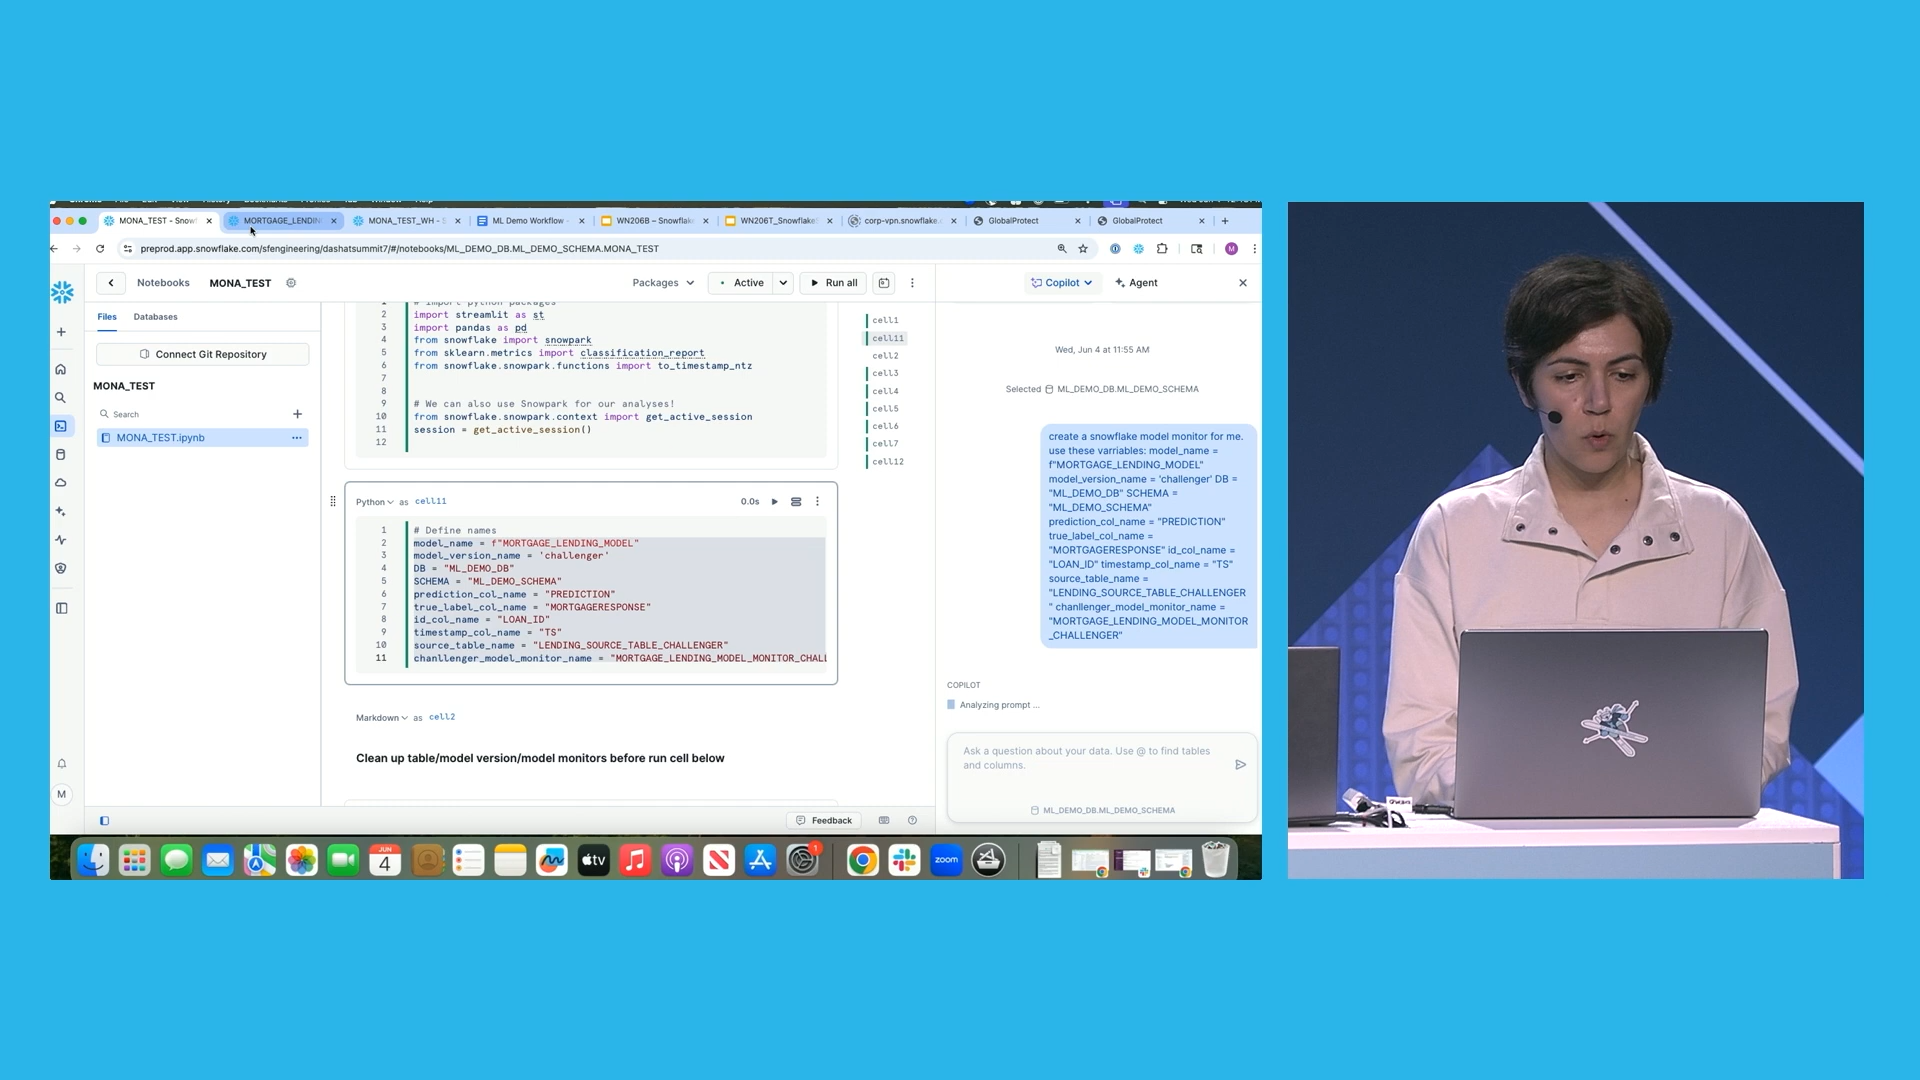 MONA_TEST - Snow
MORTGAGE_LENDIN
MONA_TEST_WH - S
ML Demo Workflow -
WN206B – Snowflak
WN206T_Snowflake
corp-vpn.snowflake.
GlobalProtect
GlobalProtect
preprod.app.snowflake.com/sfengineering/dashatsummit7/#/notebooks/ML_DEMO_DB.ML_DEMO_SCHEMA.MONA_TEST
M
Notebooks
MONA_TEST
Packages
Active
Run all
Copilot
Agent
Files
Databases
Connect Git Repository
MONA_TEST
Search
MONA_TEST.ipynb
M
1 # Import python packages
2 import streamlit as st
3 import pandas as pd
4 from snowflake import snowpark
5 from sklearn.metrics import classification_report
6 from snowflake.snowpark.functions import to_timestamp_ntz
7
8
9 # We can also use Snowpark for our analyses!
10 from snowflake.snowpark.context import get_active_session
11 session = get_active_session()
12
Python as cell11
0.0s
1 # Define names
2 model_name = f"MORTGAGE_LENDING_MODEL"
3 model_version_name = 'challenger'
4 DB = "ML_DEMO_DB"
5 SCHEMA = "ML_DEMO_SCHEMA"
6 prediction_col_name = "PREDICTION"
7 true_label_col_name = "MORTGAGERESPONSE"
8 id_col_name = "LOAN_ID"
9 timestamp_col_name = "TS"
10 source_table_name = "LENDING_SOURCE_TABLE_CHALLENGER"
11 chanllenger_model_monitor_name = "MORTGAGE_LENDING_MODEL_MONITOR_CHALL
Markdown as cell2
Clean up table/model version/model monitors before run cell below
Feedback
cell1
cell11
cell2
cell3
cell4
cell5
cell6
cell7
cell12
Wed, Jun 4 at 11:55 AM
Selected ML_DEMO_DB.ML_DEMO_SCHEMA
create a snowflake model monitor for me.
use these varriables: model_name =
f"MORTGAGE_LENDING_MODEL"
model_version_name = 'challenger' DB =
"ML_DEMO_DB" SCHEMA =
"ML_DEMO_SCHEMA"
prediction_col_name = "PREDICTION"
true_label_col_name =
"MORTGAGERESPONSE" id_col_name =
"LOAN_ID" timestamp_col_name = "TS"
source_table_name =
"LENDING_SOURCE_TABLE_CHALLENGER
" chanllenger_model_monitor_name =
"MORTGAGE_LENDING_MODEL_MONITOR
_CHALLENGER"
COPILOT
Analyzing prompt ...
Ask a question about your data. Use @ to find tables
and columns.
ML_DEMO_DB.ML_DEMO_SCHEMA
JUN
4
tv
1
zoom